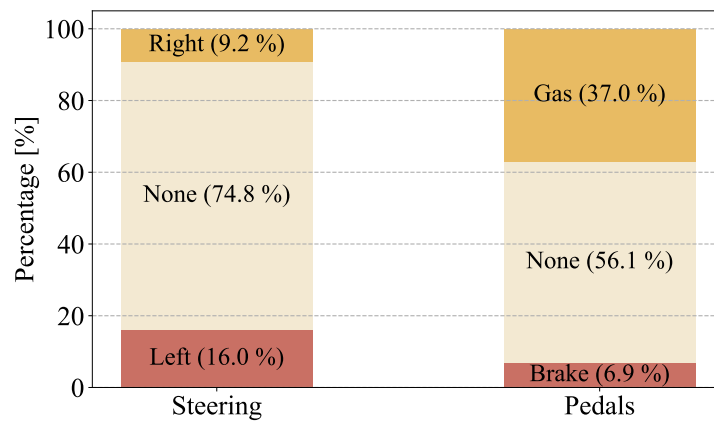 Percentage [%]
100
80
60
40
20
0
Right (9.2 %)
None (74.8 %)
Left (16.0 %)
Gas (37.0 %)
None (56.1 %)
Brake (6.9 %)
Steering
Pedals